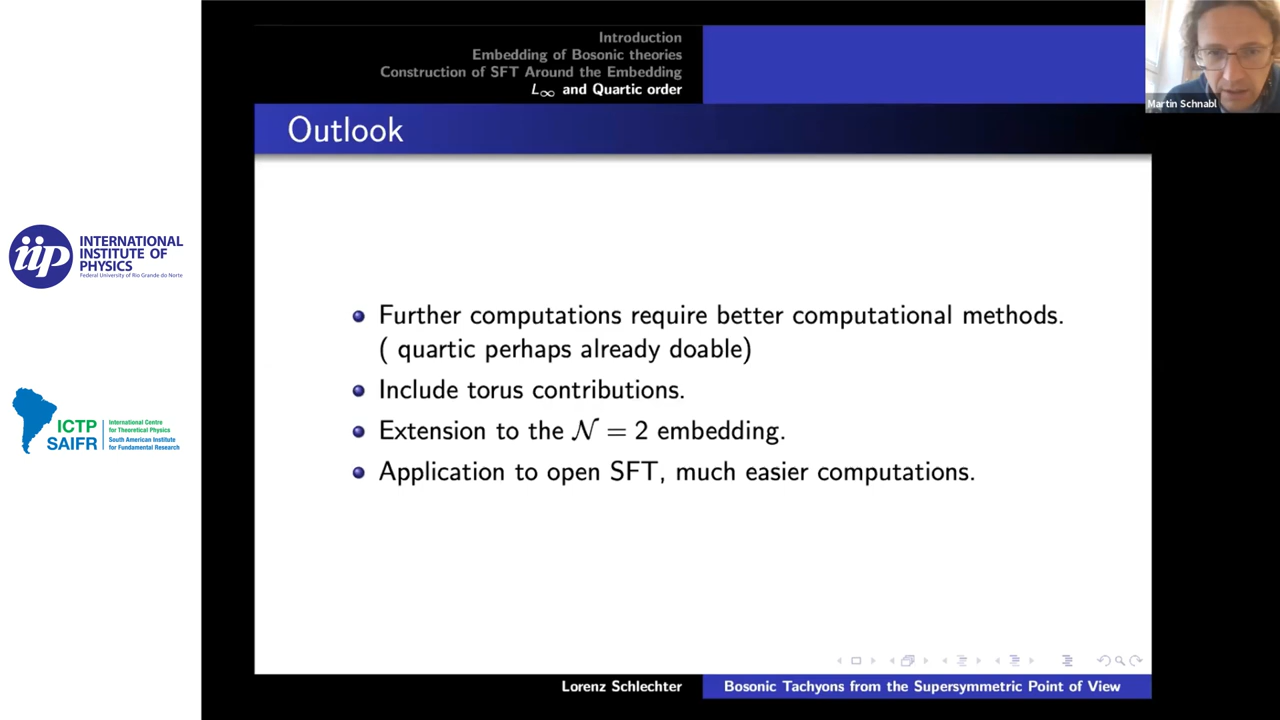 Introduction
Embedding of Bosonic theories
Construction of SFT Around the Embedding
L∞ and Quartic order
Martin Schnabl
Outlook
INTERNATIONAL
INSTITUTE OF
PHYSICS
Federal University of Rio Grande do Norte
iip
Further computations require better computational methods.
( quartic perhaps already doable)
Include torus contributions.
Extension to the 𝒩 = 2 embedding.
Application to open SFT, much easier computations.
ICTP
SAIFR
International Centre
for Theoretical Physics
South American Institute
for Fundamental Research
Lorenz Schlechter
Bosonic Tachyons from the Supersymmetric Point of View